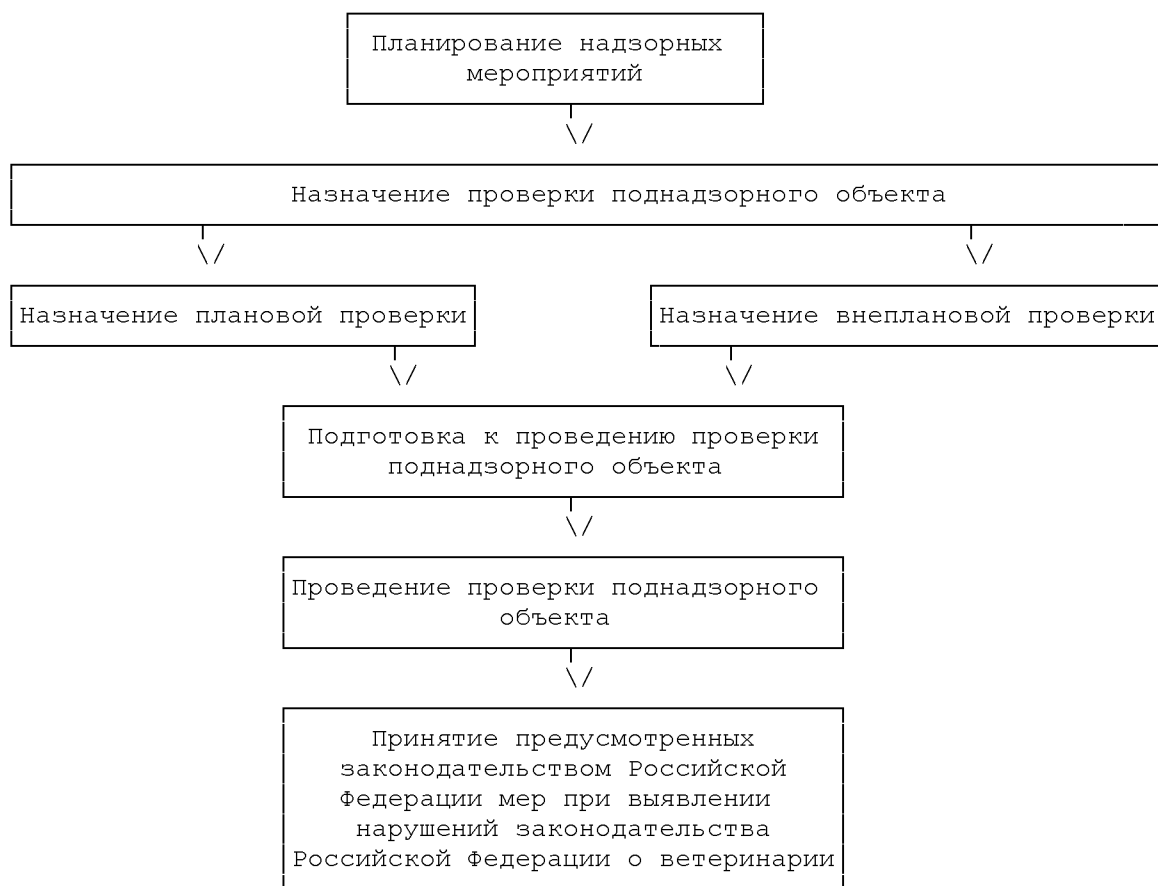 Планирование надзорных
мероприятий
Назначение проверки поднадзорного объекта
Назначение плановой проверки
Назначение внеплановой проверки
Подготовка к проведению проверки
поднадзорного объекта
Проведение проверки поднадзорного
объекта
Принятие предусмотренных
законодательством Российской
Федерации мер при выявлении
нарушений законодательства
Российской Федерации о ветеринарии